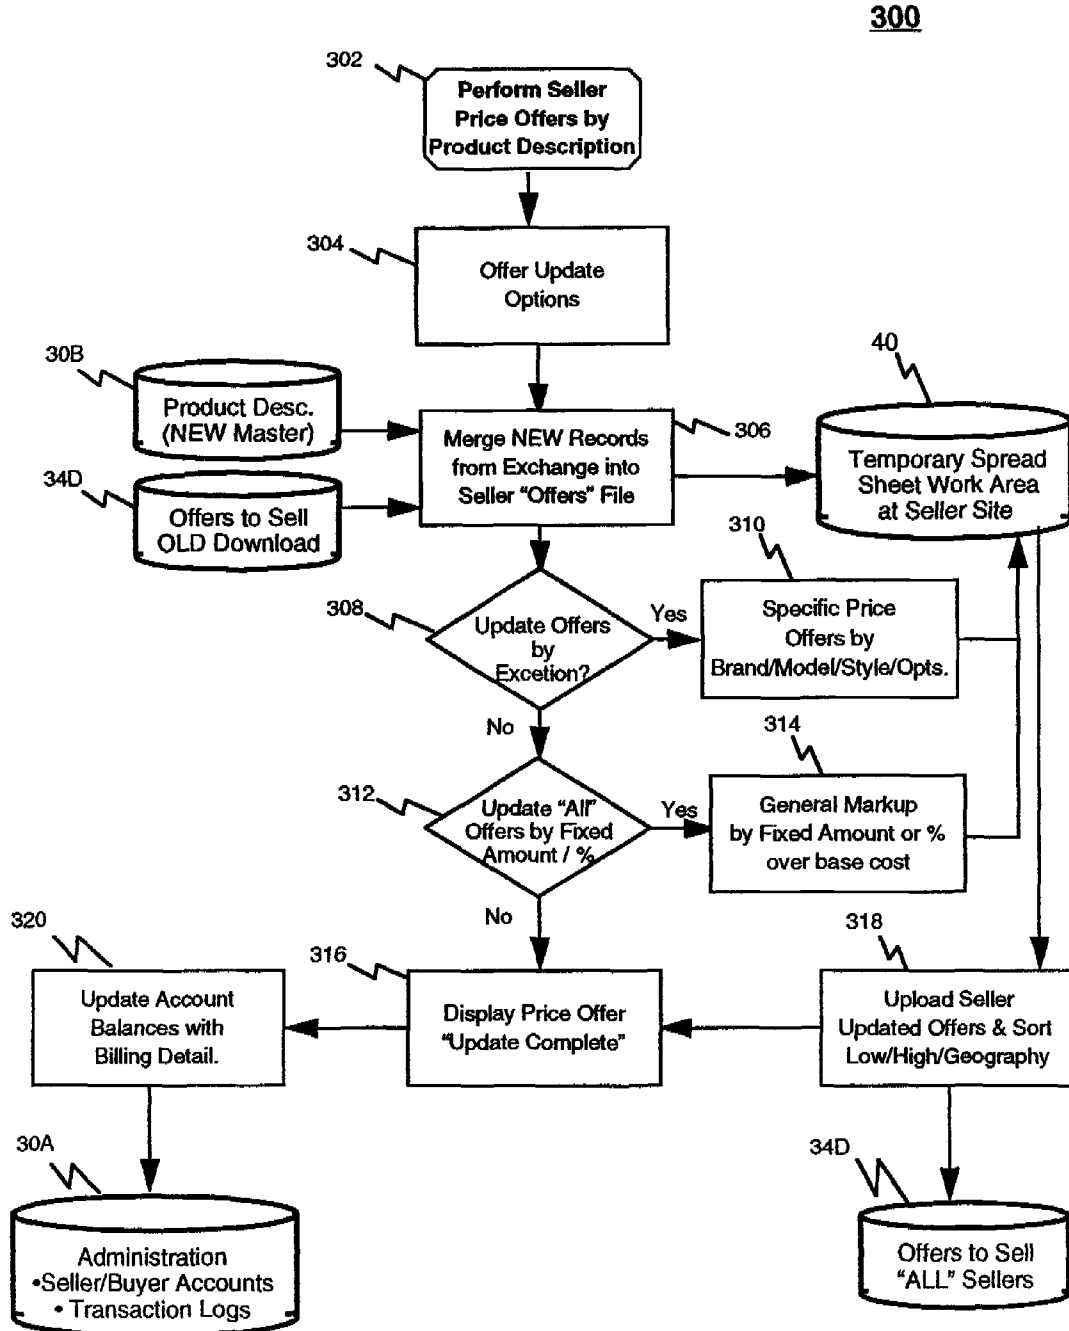 300
302
Perform Seller
Price Offers by
Product Description
304
Offer Update
Options
30B
Product Desc.
(NEW Master)
34D
Offers to Sell
OLD Download
Merge NEW Records
from Exchange into
Seller "Offers" File
306
40
Temporary Spread
Sheet Work Area
at Seller Site
308
Update Offers
by
Excetion?
Yes
310
Specific Price
Offers by
Brand/Model/Style/Opts.
No
312
Update "All"
Offers by Fixed
Amount / %
Yes
314
General Markup
by Fixed Amount or %
over base cost
No
320
Update Account
Balances with
Billing Detail.
316
Display Price Offer
"Update Complete"
318
Upload Seller
Updated Offers & Sort
Low/High/Geography
30A
Administration
•Seller/Buyer Accounts
• Transaction Logs
34D
Offers to Sell
"ALL" Sellers